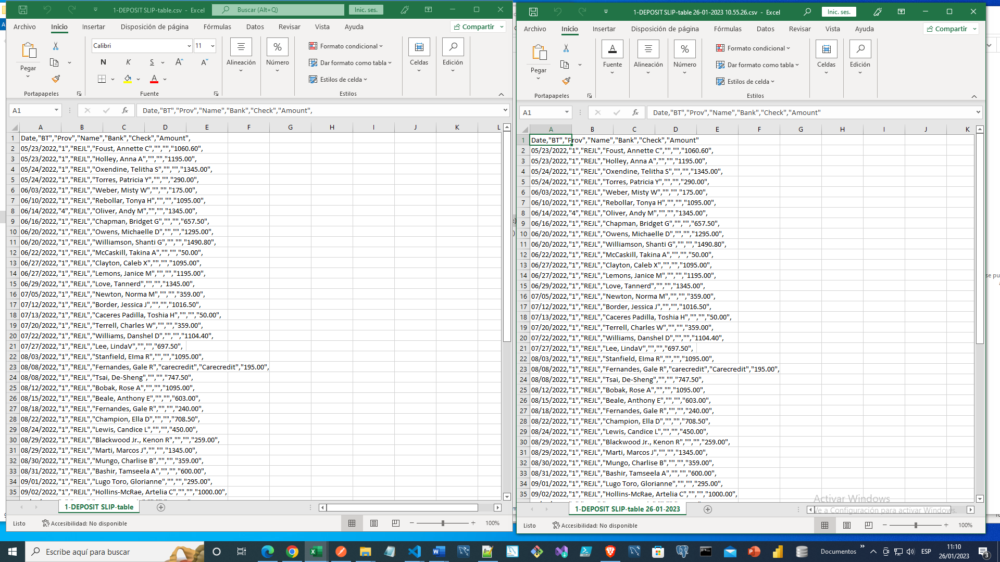 1-DEPOSIT SLIP-table.csv - Excel
Buscar (Alt+Q)
Inic. ses.
Archivo Inicio Insertar Disposición de página Fórmulas Datos Revisar Vista Ayuda Compartir
Pegar
Calibri 11
N K S A A
A
Alineación
Número
Formato condicional
Dar formato como tabla
Estilos de celda
Celdas
Edición
Portapapeles Fuente Estilos
A1 fx Date,"BT","Prov","Name","Bank","Check","Amount",
A B C D E F G H I J K L
1 Date,"BT","Prov","Name","Bank","Check","Amount",
2 05/23/2022,"1","REJL","Foust, Annette C","","","1060.60",
3 05/23/2022,"1","REJL","Holley, Anna A","","","1195.00",
4 05/24/2022,"1","REJL","Oxendine, Telitha S","","","1345.00",
5 05/24/2022,"1","REJL","Torres, Patricia Y","","","290.00",
6 06/03/2022,"1","REJL","Weber, Misty W","","","175.00",
7 06/10/2022,"1","REJL","Rebollar, Tonya H","","","1095.00",
8 06/14/2022,"4","REJL","Oliver, Andy M","","","1345.00",
9 06/16/2022,"1","REJL","Chapman, Bridget G","","","657.50",
10 06/20/2022,"1","REJL","Owens, Michaelle D","","","1295.00",
11 06/20/2022,"1","REJL","Williamson, Shanti G","","","1490.80",
12 06/22/2022,"1","REJL","McCaskill, Takina A","","","50.00",
13 06/27/2022,"1","REJL","Clayton, Caleb X","","","1095.00",
14 06/27/2022,"1","REJL","Lemons, Janice M","","","1195.00",
15 06/29/2022,"1","REJL","Love, Tannerd","","","1345.00",
16 07/05/2022,"1","REJL","Newton, Norma M","","","359.00",
17 07/12/2022,"1","REJL","Border, Jessica J","","","1016.50",
18 07/13/2022,"1","REJL","Caceres Padilla, Toshia H","","","50.00",
19 07/20/2022,"1","REJL","Terrell, Charles W","","","359.00",
20 07/22/2022,"1","REJL","Williams, Danshel D","","","1104.40",
21 07/27/2022,"1","REJL","Lee, LindaV","","","697.50",
22 08/03/2022,"1","REJL","Stanfield, Elma R","","","1095.00",
23 08/08/2022,"1","REJL","Fernandes, Gale R","carecredit","Carecredit","195.00",
24 08/08/2022,"1","REJL","Tsai, De-Sheng","","","747.50",
25 08/12/2022,"1","REJL","Bobak, Rose A","","","1095.00",
26 08/15/2022,"1","REJL","Beale, Anthony E","","","603.00",
27 08/18/2022,"1","REJL","Fernandes, Gale R","","","240.00",
28 08/22/2022,"1","REJL","Champion, Ella D","","","708.50",
29 08/24/2022,"1","REJL","Lewis, Candice L","","","450.00",
30 08/29/2022,"1","REJL","Blackwood Jr., Kenon R","","","259.00",
31 08/29/2022,"1","REJL","Marti, Marcos J","","","1345.00",
32 08/30/2022,"1","REJL","Mungo, Charlise B","","","359.00",
33 08/31/2022,"1","REJL","Bashir, Tamseela A","","","600.00",
34 09/01/2022,"1","REJL","Lugo Toro, Glorianne","","","295.00",
35 09/02/2022,"1","REJL","Hollins-McRae, Artelia C","","","1000.00",
1-DEPOSIT SLIP-table
Listo Accesibilidad: No disponible 100%
1-DEPOSIT SLIP-table 26-01-2023 10.55.26.csv - Excel
Inic. ses.
Archivo Inicio Insertar Disposición de página Fórmulas Datos Revisar Vista Ayuda Compartir
Pegar
Fuente
Alineación
Número
Formato condicional
Dar formato como tabla
Estilos de celda
Celdas
Edición
Portapapeles Estilos
A1 fx Date,"BT","Prov","Name","Bank","Check","Amount"
A B C D E F G H I J K
1 Date,"BT","Prov","Name","Bank","Check","Amount"
2 05/23/2022,"1","REJL","Foust, Annette C","","","1060.60",
3 05/23/2022,"1","REJL","Holley, Anna A","","","1195.00",
4 05/24/2022,"1","REJL","Oxendine, Telitha S","","","1345.00",
5 05/24/2022,"1","REJL","Torres, Patricia Y","","","290.00",
6 06/03/2022,"1","REJL","Weber, Misty W","","","175.00",
7 06/10/2022,"1","REJL","Rebollar, Tonya H","","","1095.00",
8 06/14/2022,"4","REJL","Oliver, Andy M","","","1345.00",
9 06/16/2022,"1","REJL","Chapman, Bridget G","","","657.50",
10 06/20/2022,"1","REJL","Owens, Michaelle D","","","1295.00",
11 06/20/2022,"1","REJL","Williamson, Shanti G","","","1490.80",
12 06/22/2022,"1","REJL","McCaskill, Takina A","","","50.00",
13 06/27/2022,"1","REJL","Clayton, Caleb X","","","1095.00",
14 06/27/2022,"1","REJL","Lemons, Janice M","","","1195.00",
15 06/29/2022,"1","REJL","Love, Tannerd","","","1345.00",
16 07/05/2022,"1","REJL","Newton, Norma M","","","359.00",
17 07/12/2022,"1","REJL","Border, Jessica J","","","1016.50",
18 07/13/2022,"1","REJL","Caceres Padilla, Toshia H","","","50.00",
19 07/20/2022,"1","REJL","Terrell, Charles W","","","359.00",
20 07/22/2022,"1","REJL","Williams, Danshel D","","","1104.40",
21 07/27/2022,"1","REJL","Lee, LindaV","","","697.50",
22 08/03/2022,"1","REJL","Stanfield, Elma R","","","1095.00",
23 08/08/2022,"1","REJL","Fernandes, Gale R","carecredit","Carecredit","195.00",
24 08/08/2022,"1","REJL","Tsai, De-Sheng","","","747.50",
25 08/12/2022,"1","REJL","Bobak, Rose A","","","1095.00",
26 08/15/2022,"1","REJL","Beale, Anthony E","","","603.00",
27 08/18/2022,"1","REJL","Fernandes, Gale R","","","240.00",
28 08/22/2022,"1","REJL","Champion, Ella D","","","708.50",
29 08/24/2022,"1","REJL","Lewis, Candice L","","","450.00",
30 08/29/2022,"1","REJL","Blackwood Jr., Kenon R","","","259.00",
31 08/29/2022,"1","REJL","Marti, Marcos J","","","1345.00",
32 08/30/2022,"1","REJL","Mungo, Charlise B","","","359.00",
33 08/31/2022,"1","REJL","Bashir, Tamseela A","","","600.00",
34 09/01/2022,"1","REJL","Lugo Toro, Glorianne","","","295.00",
35 09/02/2022,"1","REJL","Hollins-McRae, Artelia C","","","1000.00",
1-DEPOSIT SLIP-table 26-01-2023
Activar Windows
Ve a Configuración para activar Windows.
Listo Accesibilidad: No disponible 100%
se pu
Escribe aquí para buscar
Documentos ESP 11:10
26/01/2023
3